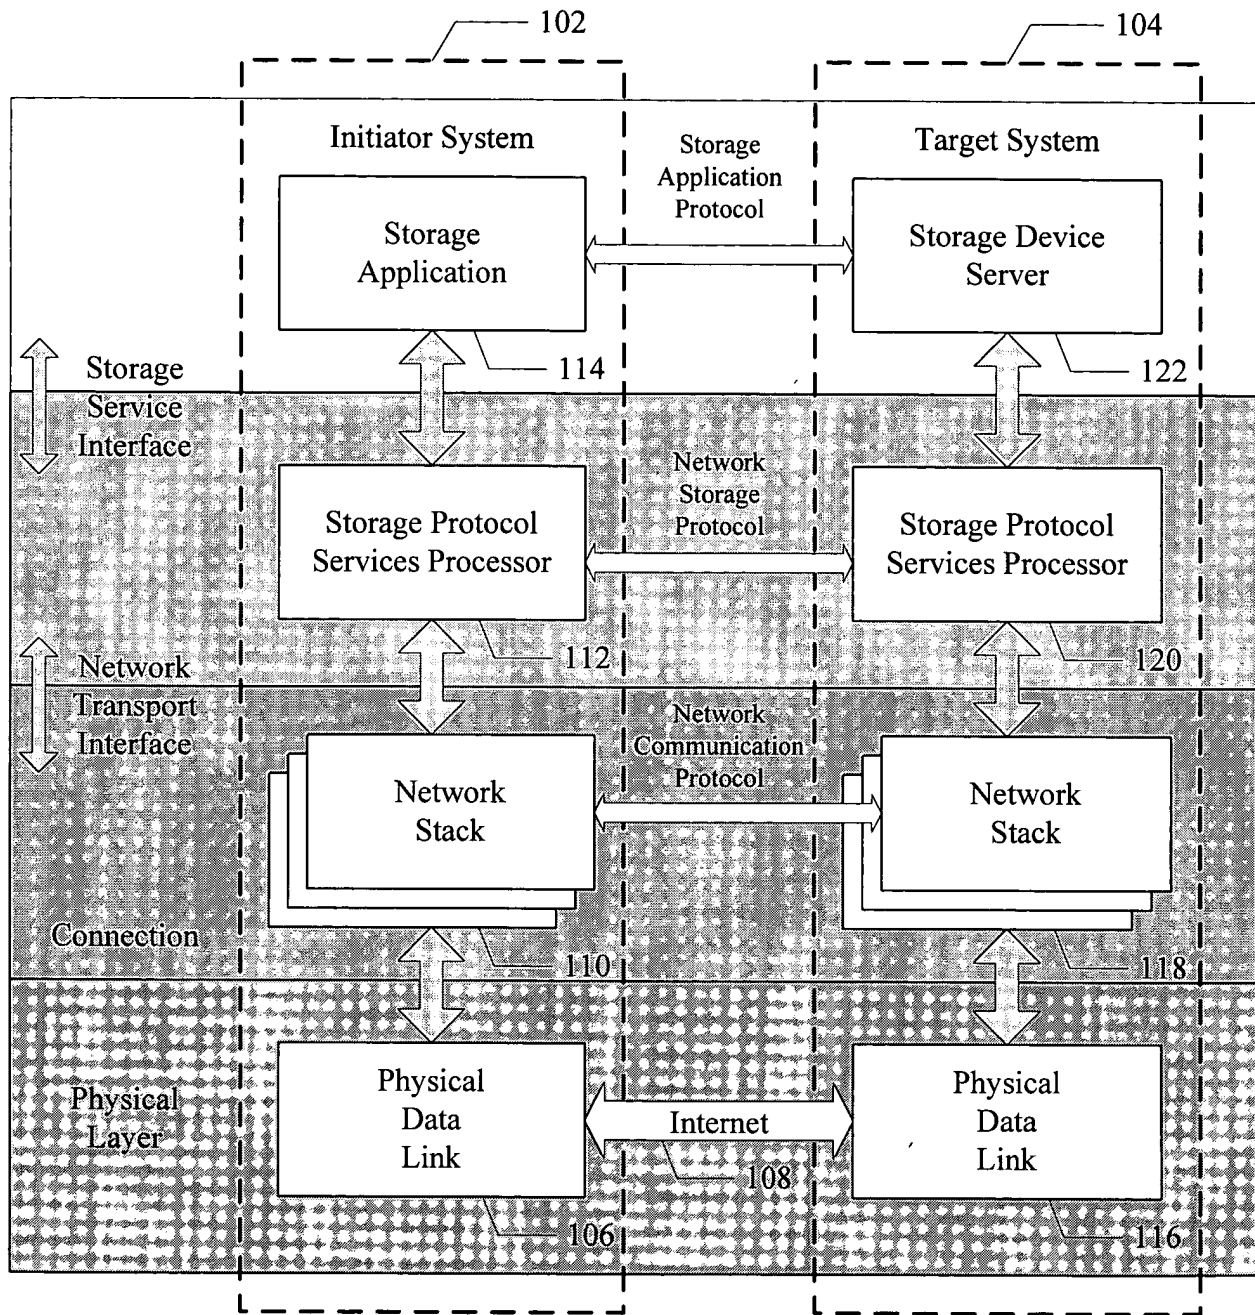 102
104
Initiator System
Storage
Application
Protocol
Target System
Storage
Application
Storage Device
Server
114
122
Storage
Service
Interface
Network
Storage
Protocol
Storage Protocol
Services Processor
Storage Protocol
Services Processor
112
120
Network
Transport
Interface
Network
Communication
Protocol
Network
Stack
Network
Stack
Connection
110
118
Physical
Layer
Physical
Data
Link
Internet
Physical
Data
Link
108
106
116